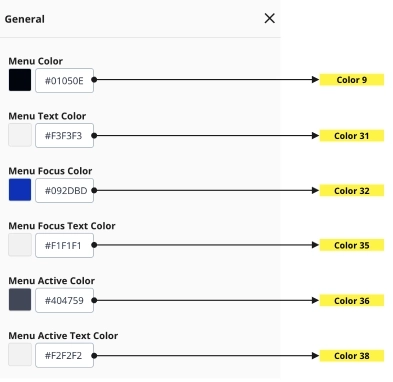 General
Menu Color
#01050E
Color 9
Menu Text Color
#F3F3F3
Color 31
Menu Focus Color
#092DBD
Color 32
Menu Focus Text Color
#F1F1F1
Color 35
Menu Active Color
#404759
Color 36
Menu Active Text Color
#F2F2F2
Color 38